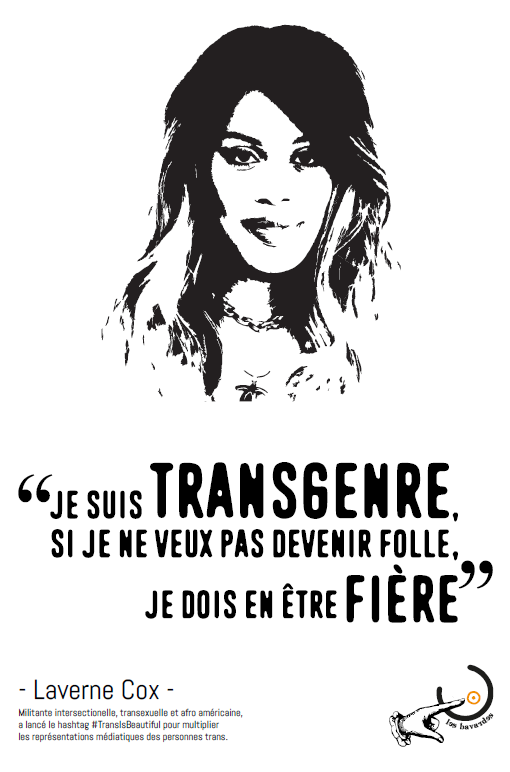 “JE SUIS TRANSGENRE,
SI JE NE VEUX PAS DEVENIR FOLLE,
JE DOIS EN ÊTRE FIÈRE”
- Laverne Cox -
Militante intersectionelle, transexuelle et afro américaine,
a lancé le hashtag #TransIsBeautiful pour multiplier
les représentations médiatiques des personnes trans.
les bavardes